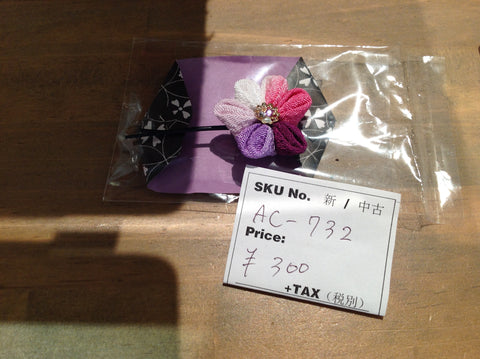 SKU No. 新 / 中古
AC-732
Price:
¥ 300
+TAX (税別)